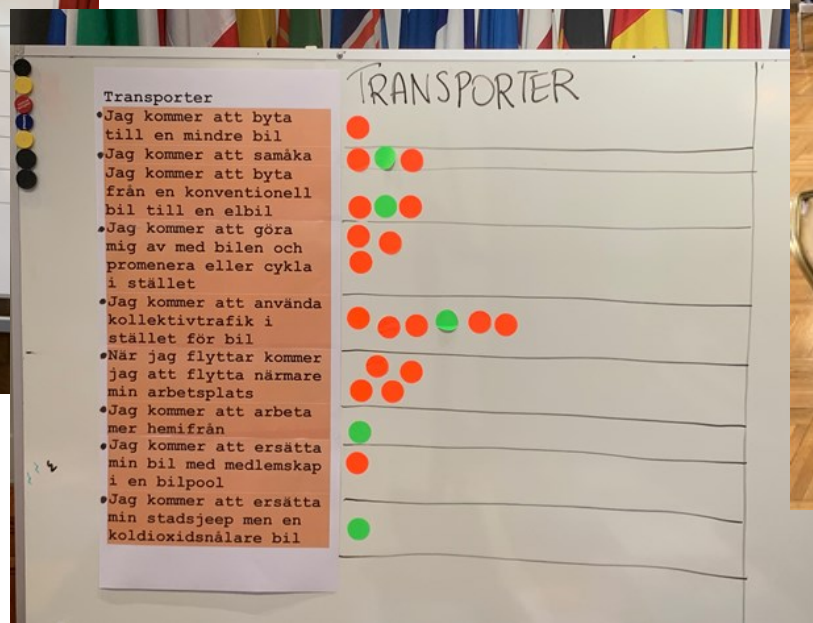 TRANSPORTER
Transporter
•Jag kommer att byta
till en mindre bil
•Jag kommer att samåka
Jag kommer att byta
från en konventionell
bil till en elbil
•Jag kommer att göra
mig av med bilen och
promenera eller cykla
i stället
•Jag kommer att använda
kollektivtrafik i
stället för bil
•När jag flyttar kommer
jag att flytta närmare
min arbetsplats
•Jag kommer att arbeta
mer hemifrån
•Jag kommer att ersätta
min bil med medlemskap
i en bilpool
•Jag kommer att ersätta
min stadsjeep men en
koldioxidsnålare bil